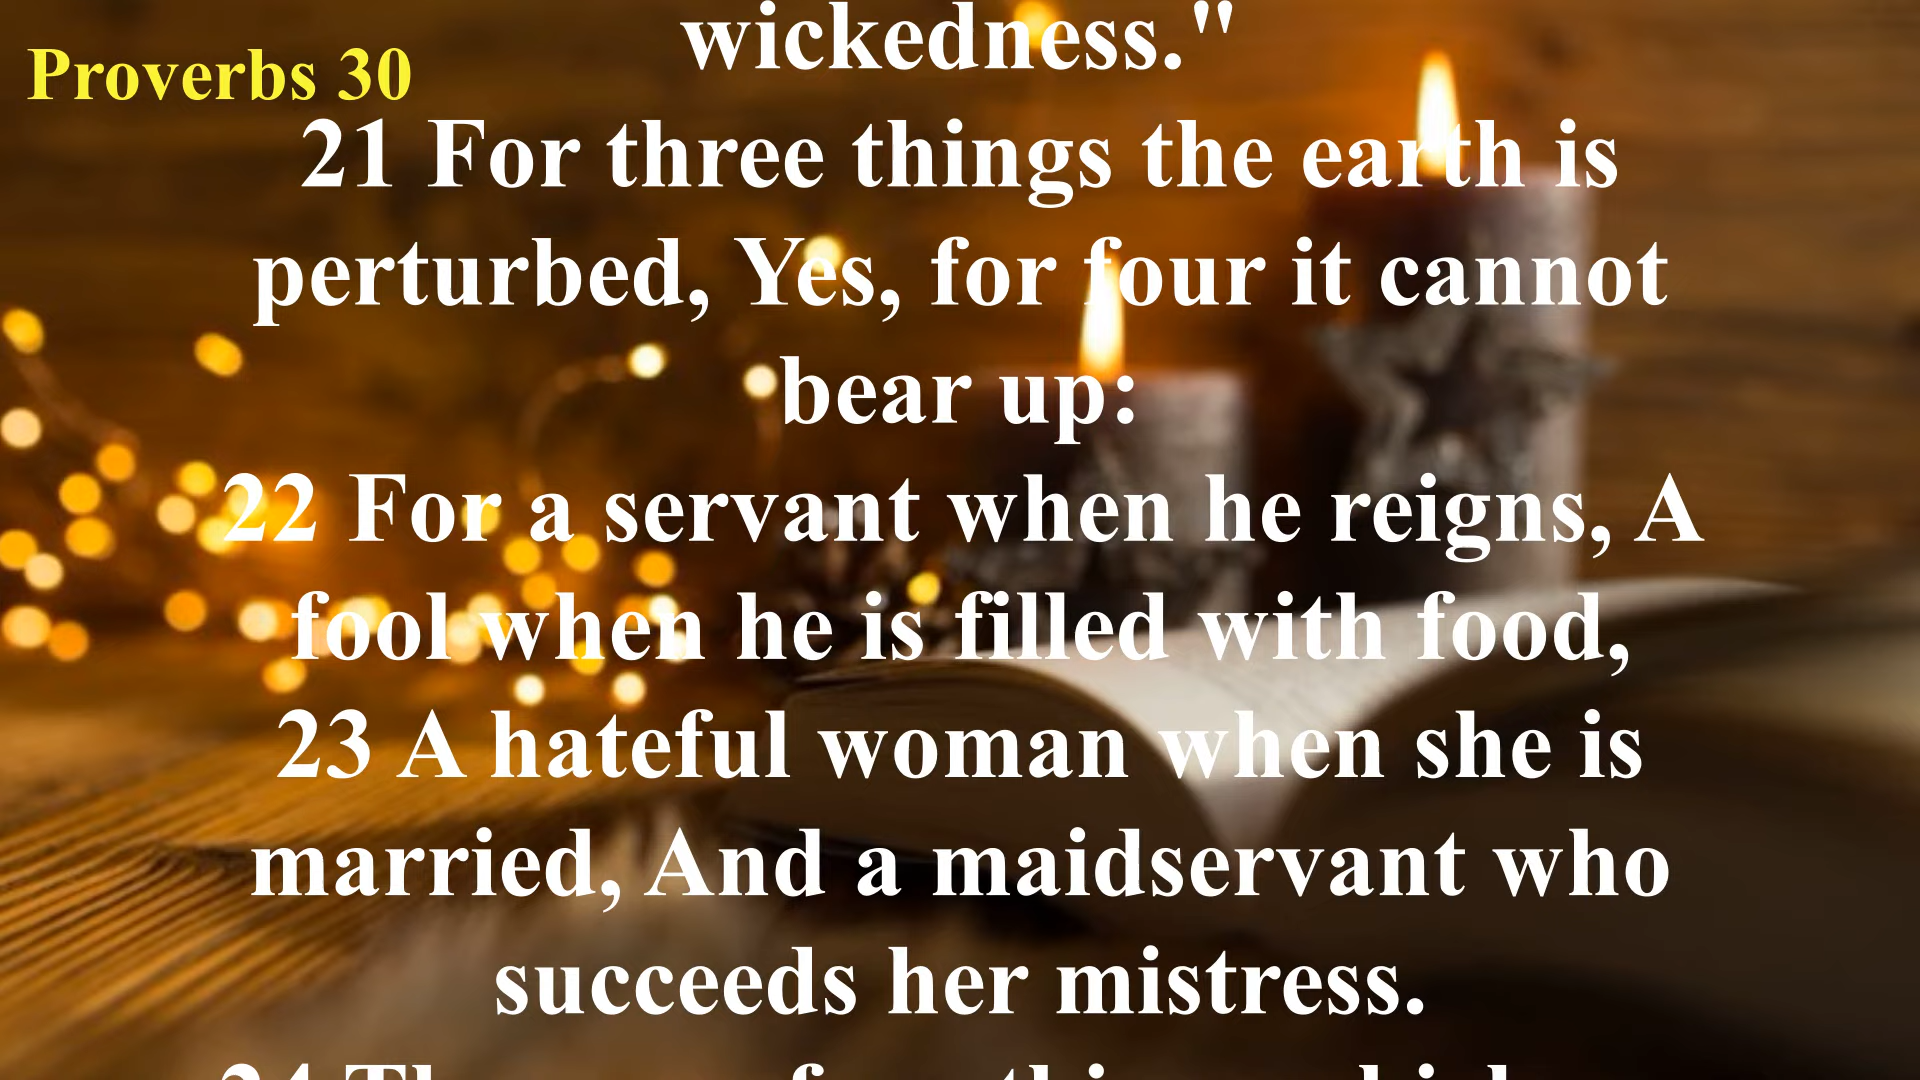 wickedness."
Proverbs 30
21 For three things the earth is
perturbed, Yes, for four it cannot
bear up:
22 For a servant when he reigns, A
fool when he is filled with food,
23 A hateful woman when she is
married, And a maidservant who
succeeds her mistress.